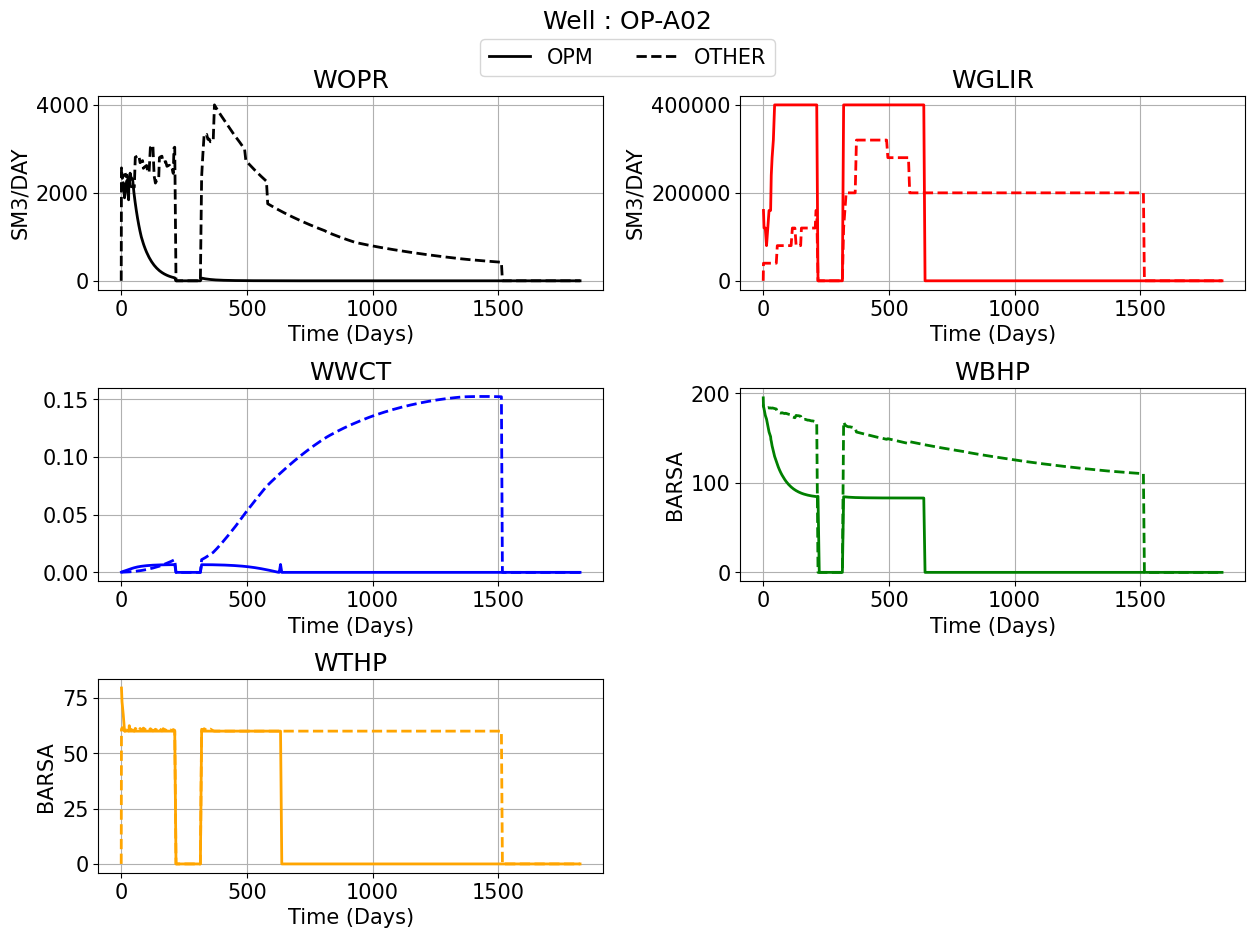 Well : OP-A02
OPM OTHER
WOPR
4000
2000
0
SM3/DAY
0 500 1000 1500
Time (Days)
WGLIR
400000
200000
0
SM3/DAY
0 500 1000 1500
Time (Days)
WWCT
0.15
0.10
0.05
0.00
0 500 1000 1500
Time (Days)
WBHP
200
100
0
BARSA
0 500 1000 1500
Time (Days)
WTHP
75
50
25
0
BARSA
0 500 1000 1500
Time (Days)